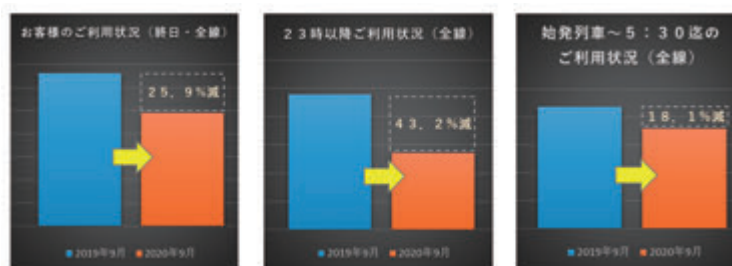 お客様のご利用状況（終日・全線）
25．9％減
■2019年9月 ■2020年9月
２３時以降ご利用状況（全線）
43．2％減
■2019年9月 ■2020年9月
始発列車～５：３０迄の
ご利用状況（全線）
18．1％減
■2019年9月 ■2020年9月